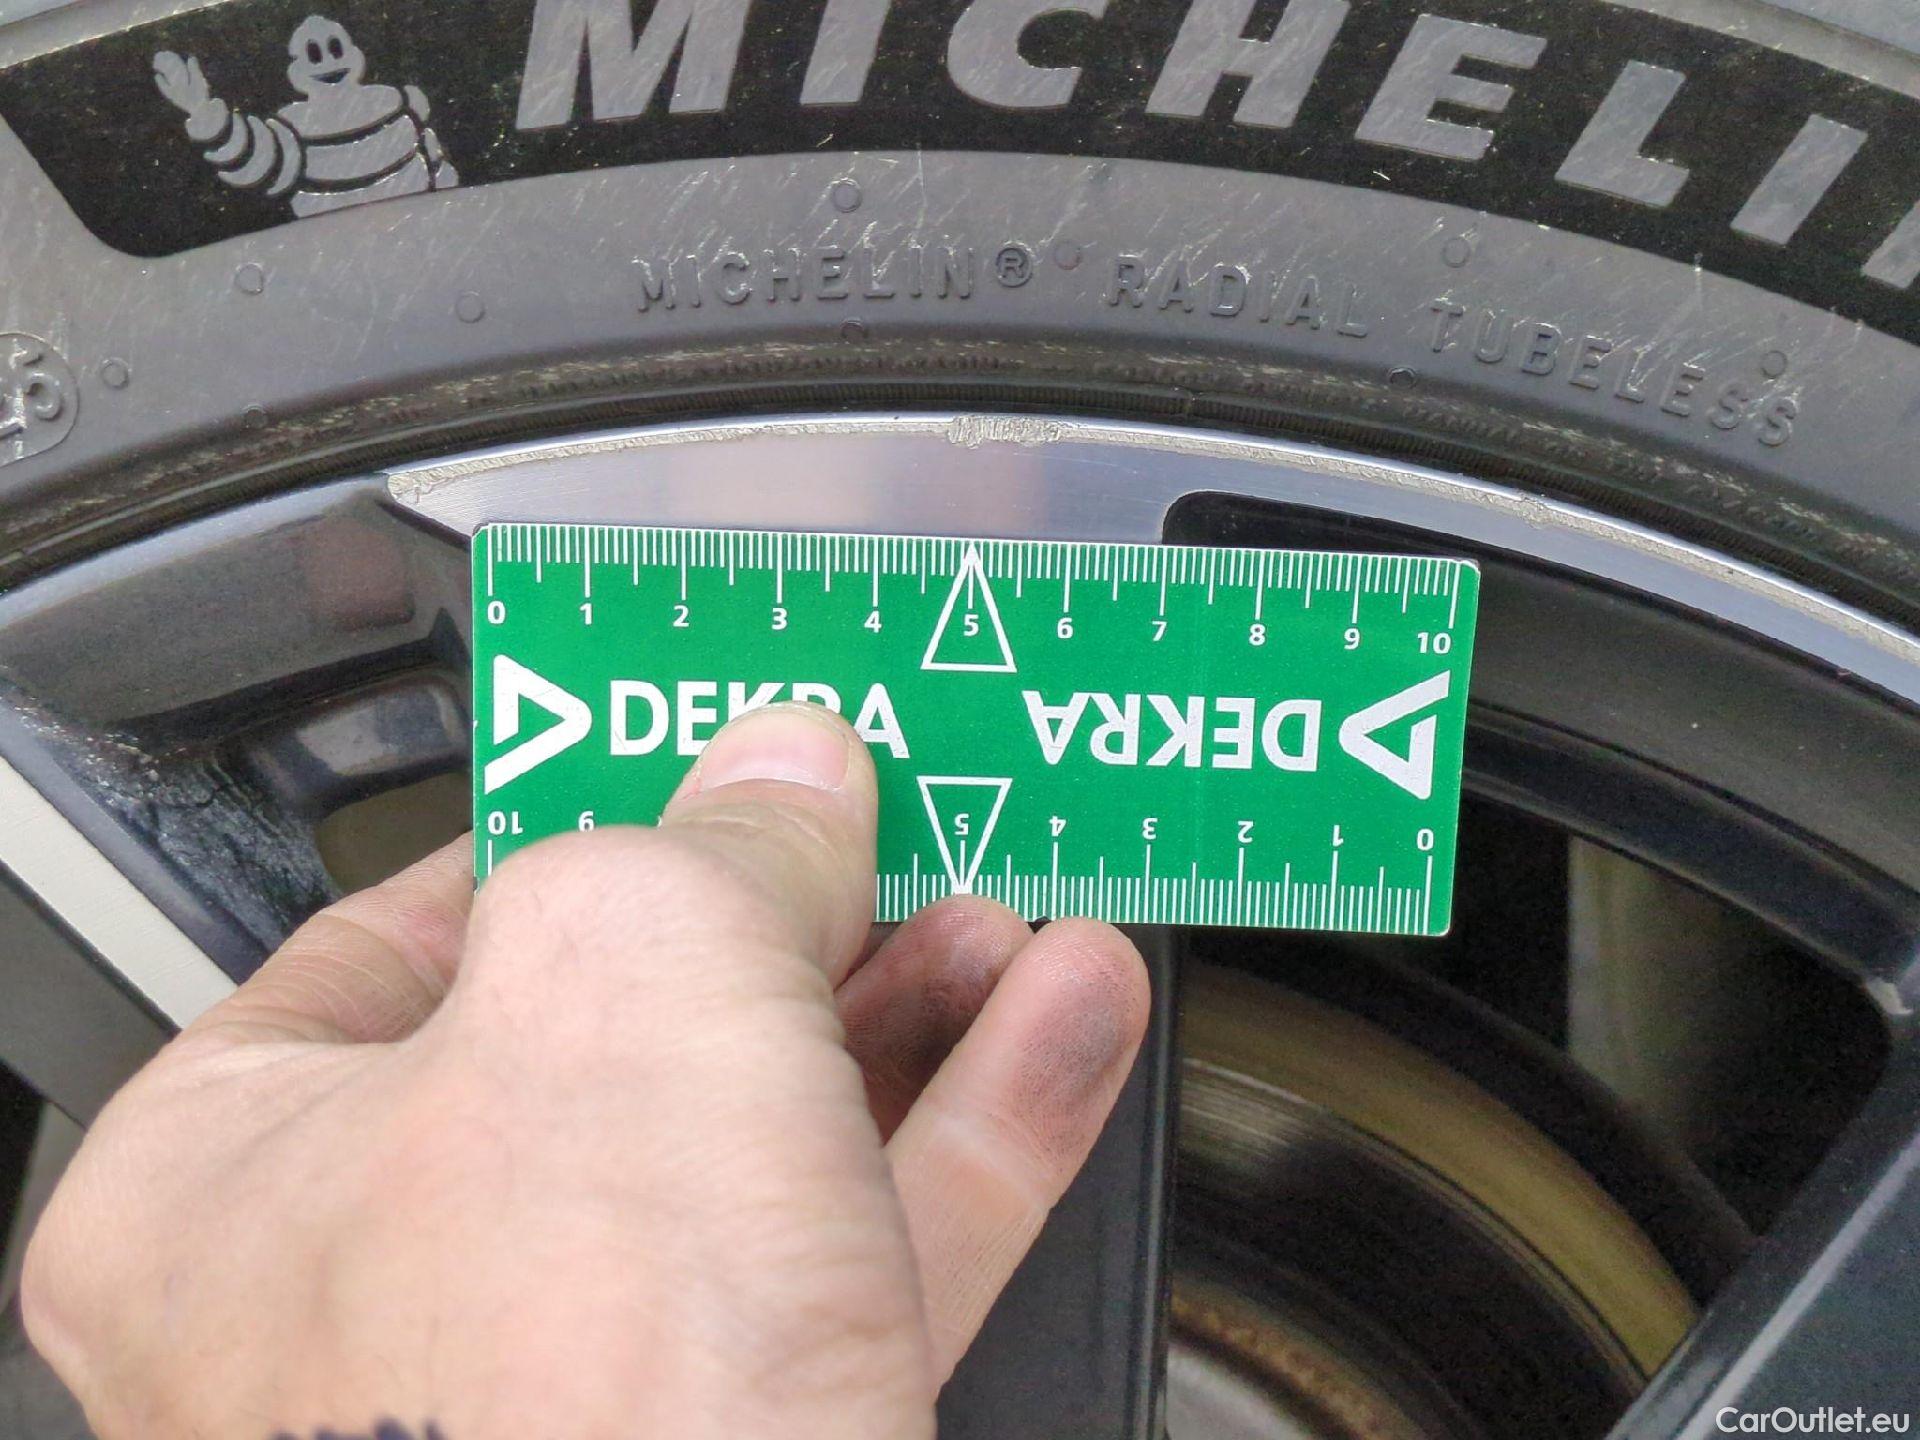 MICHELIN
MICHELIN® RADIAL TUBELESS
0 1 2 3 4 5 6 7 8 9 10
DEKRA DEKRA
10 9 5 4 3 2 1 0
CarOutlet.eu